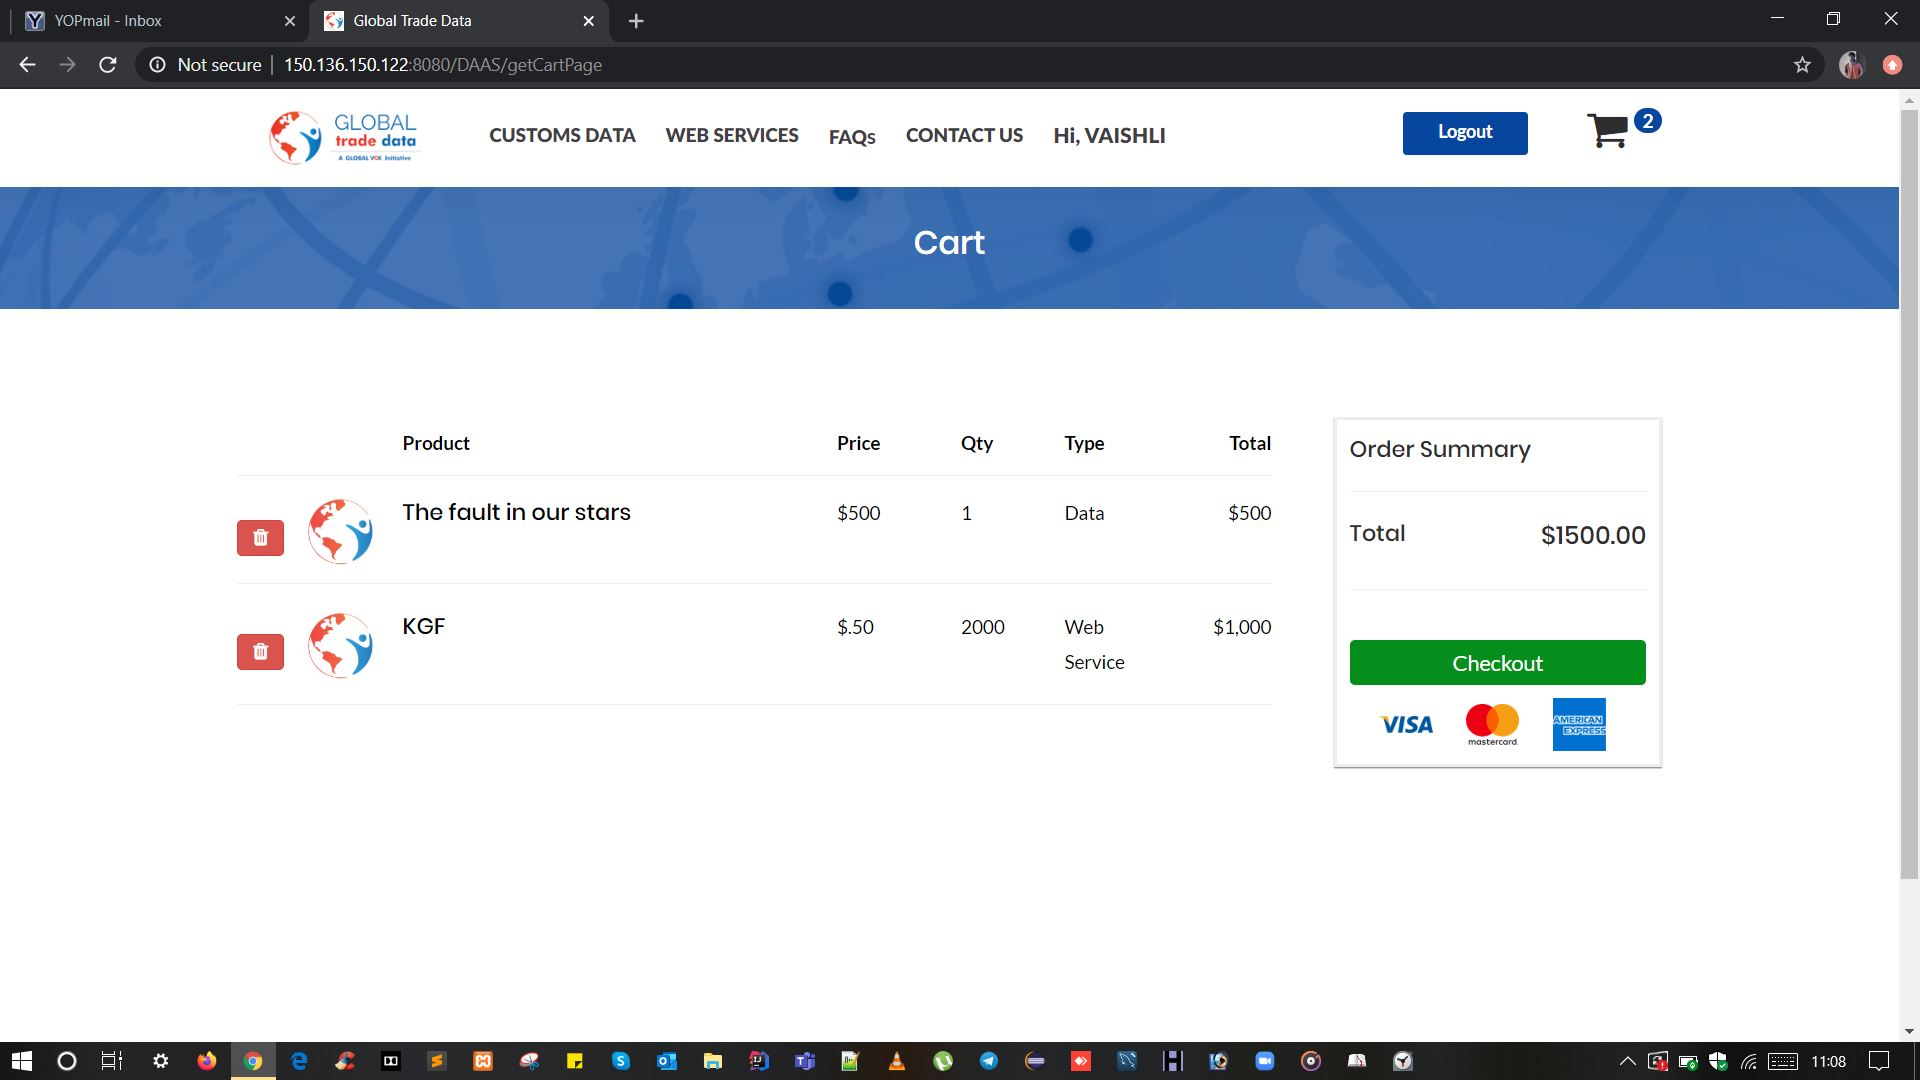 YOPmail - Inbox
Global Trade Data
Not secure
150.136.150.122:8080/DAAS/getCartPage
GLOBAL
trade data
A GLOBAL VOX Initiative
CUSTOMS DATA
WEB SERVICES
FAQs
CONTACT US
Hi, VAISHLI
Logout
2
Cart
Product Price Qty Type Total
The fault in our stars $500 1 Data $500
KGF $.50 2000 Web $1,000
Service
Order Summary
Total $1500.00
Checkout
VISA
mastercard
AMERICAN
EXPRESS
11:08